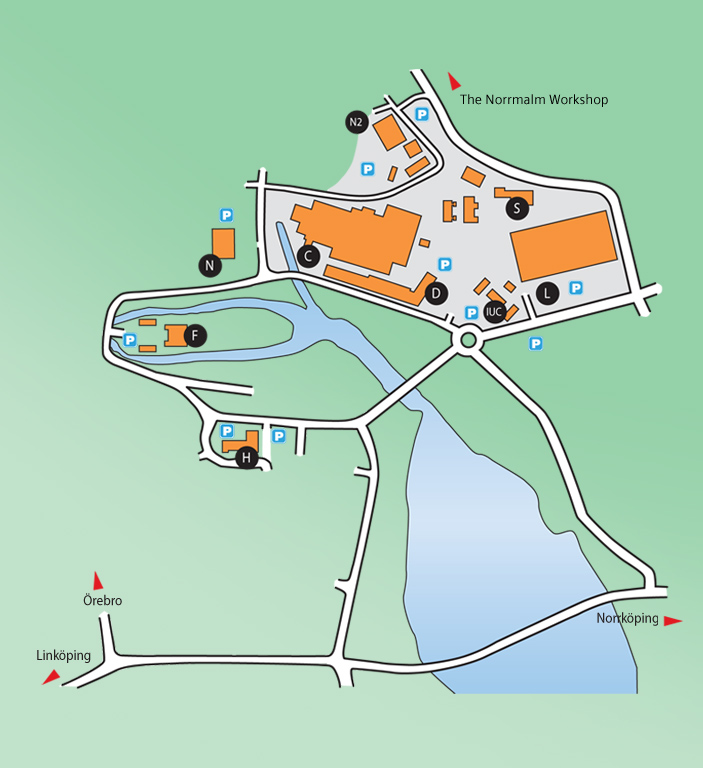 The Norrmalm Workshop
P
N2
P
S
P
N
C
P
D
L
P
P
IUC
P
F
P
P
P
H
Örebro
Norrköping
Linköping